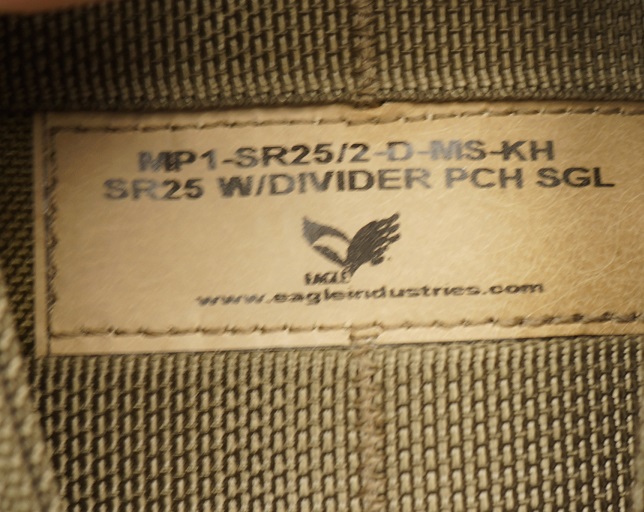 MP1-SR25/2-D-MS-KH
SR25 W/DIVIDER PCH SGL
EAGLE
www.eagleindustries.com